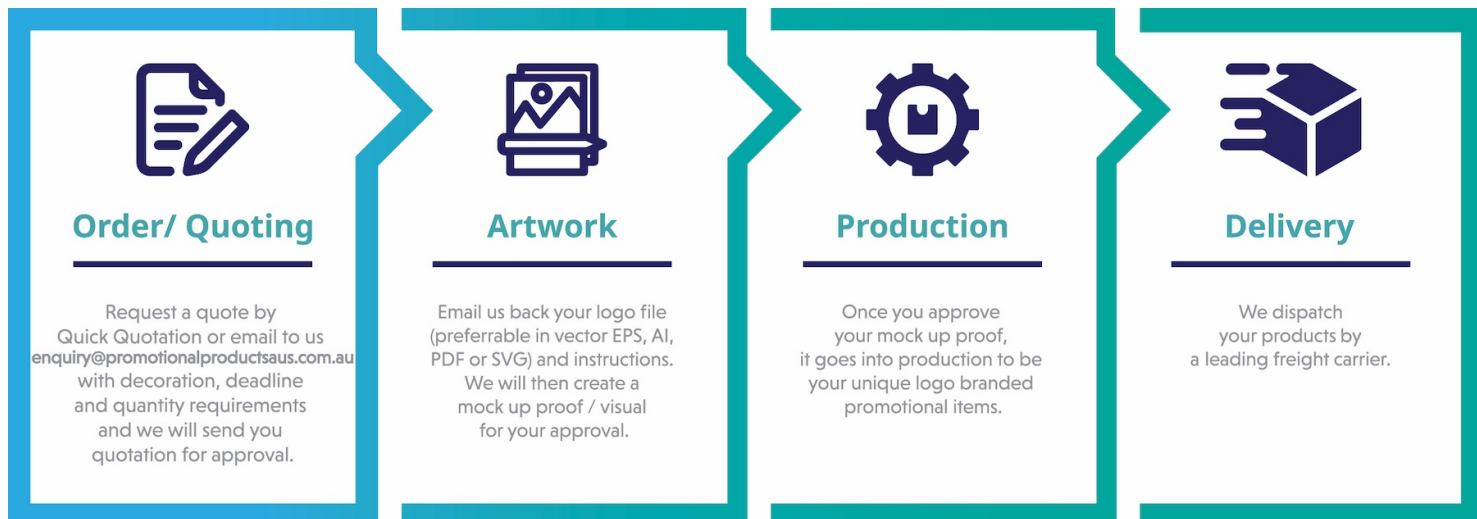 Order/ Quoting
Request a quote by
Quick Quotation or email to us
enquiry@promotionalproductsaus.com.au
with decoration, deadline
and quantity requirements
and we will send you
quotation for approval.
Artwork
Email us back your logo file
(preferrable in vector EPS, AI,
PDF or SVG) and instructions.
We will then create a
mock up proof / visual
for your approval.
Production
Once you approve
your mock up proof,
it goes into production to be
your unique logo branded
promotional items.
Delivery
We dispatch
your products by
a leading freight carrier.